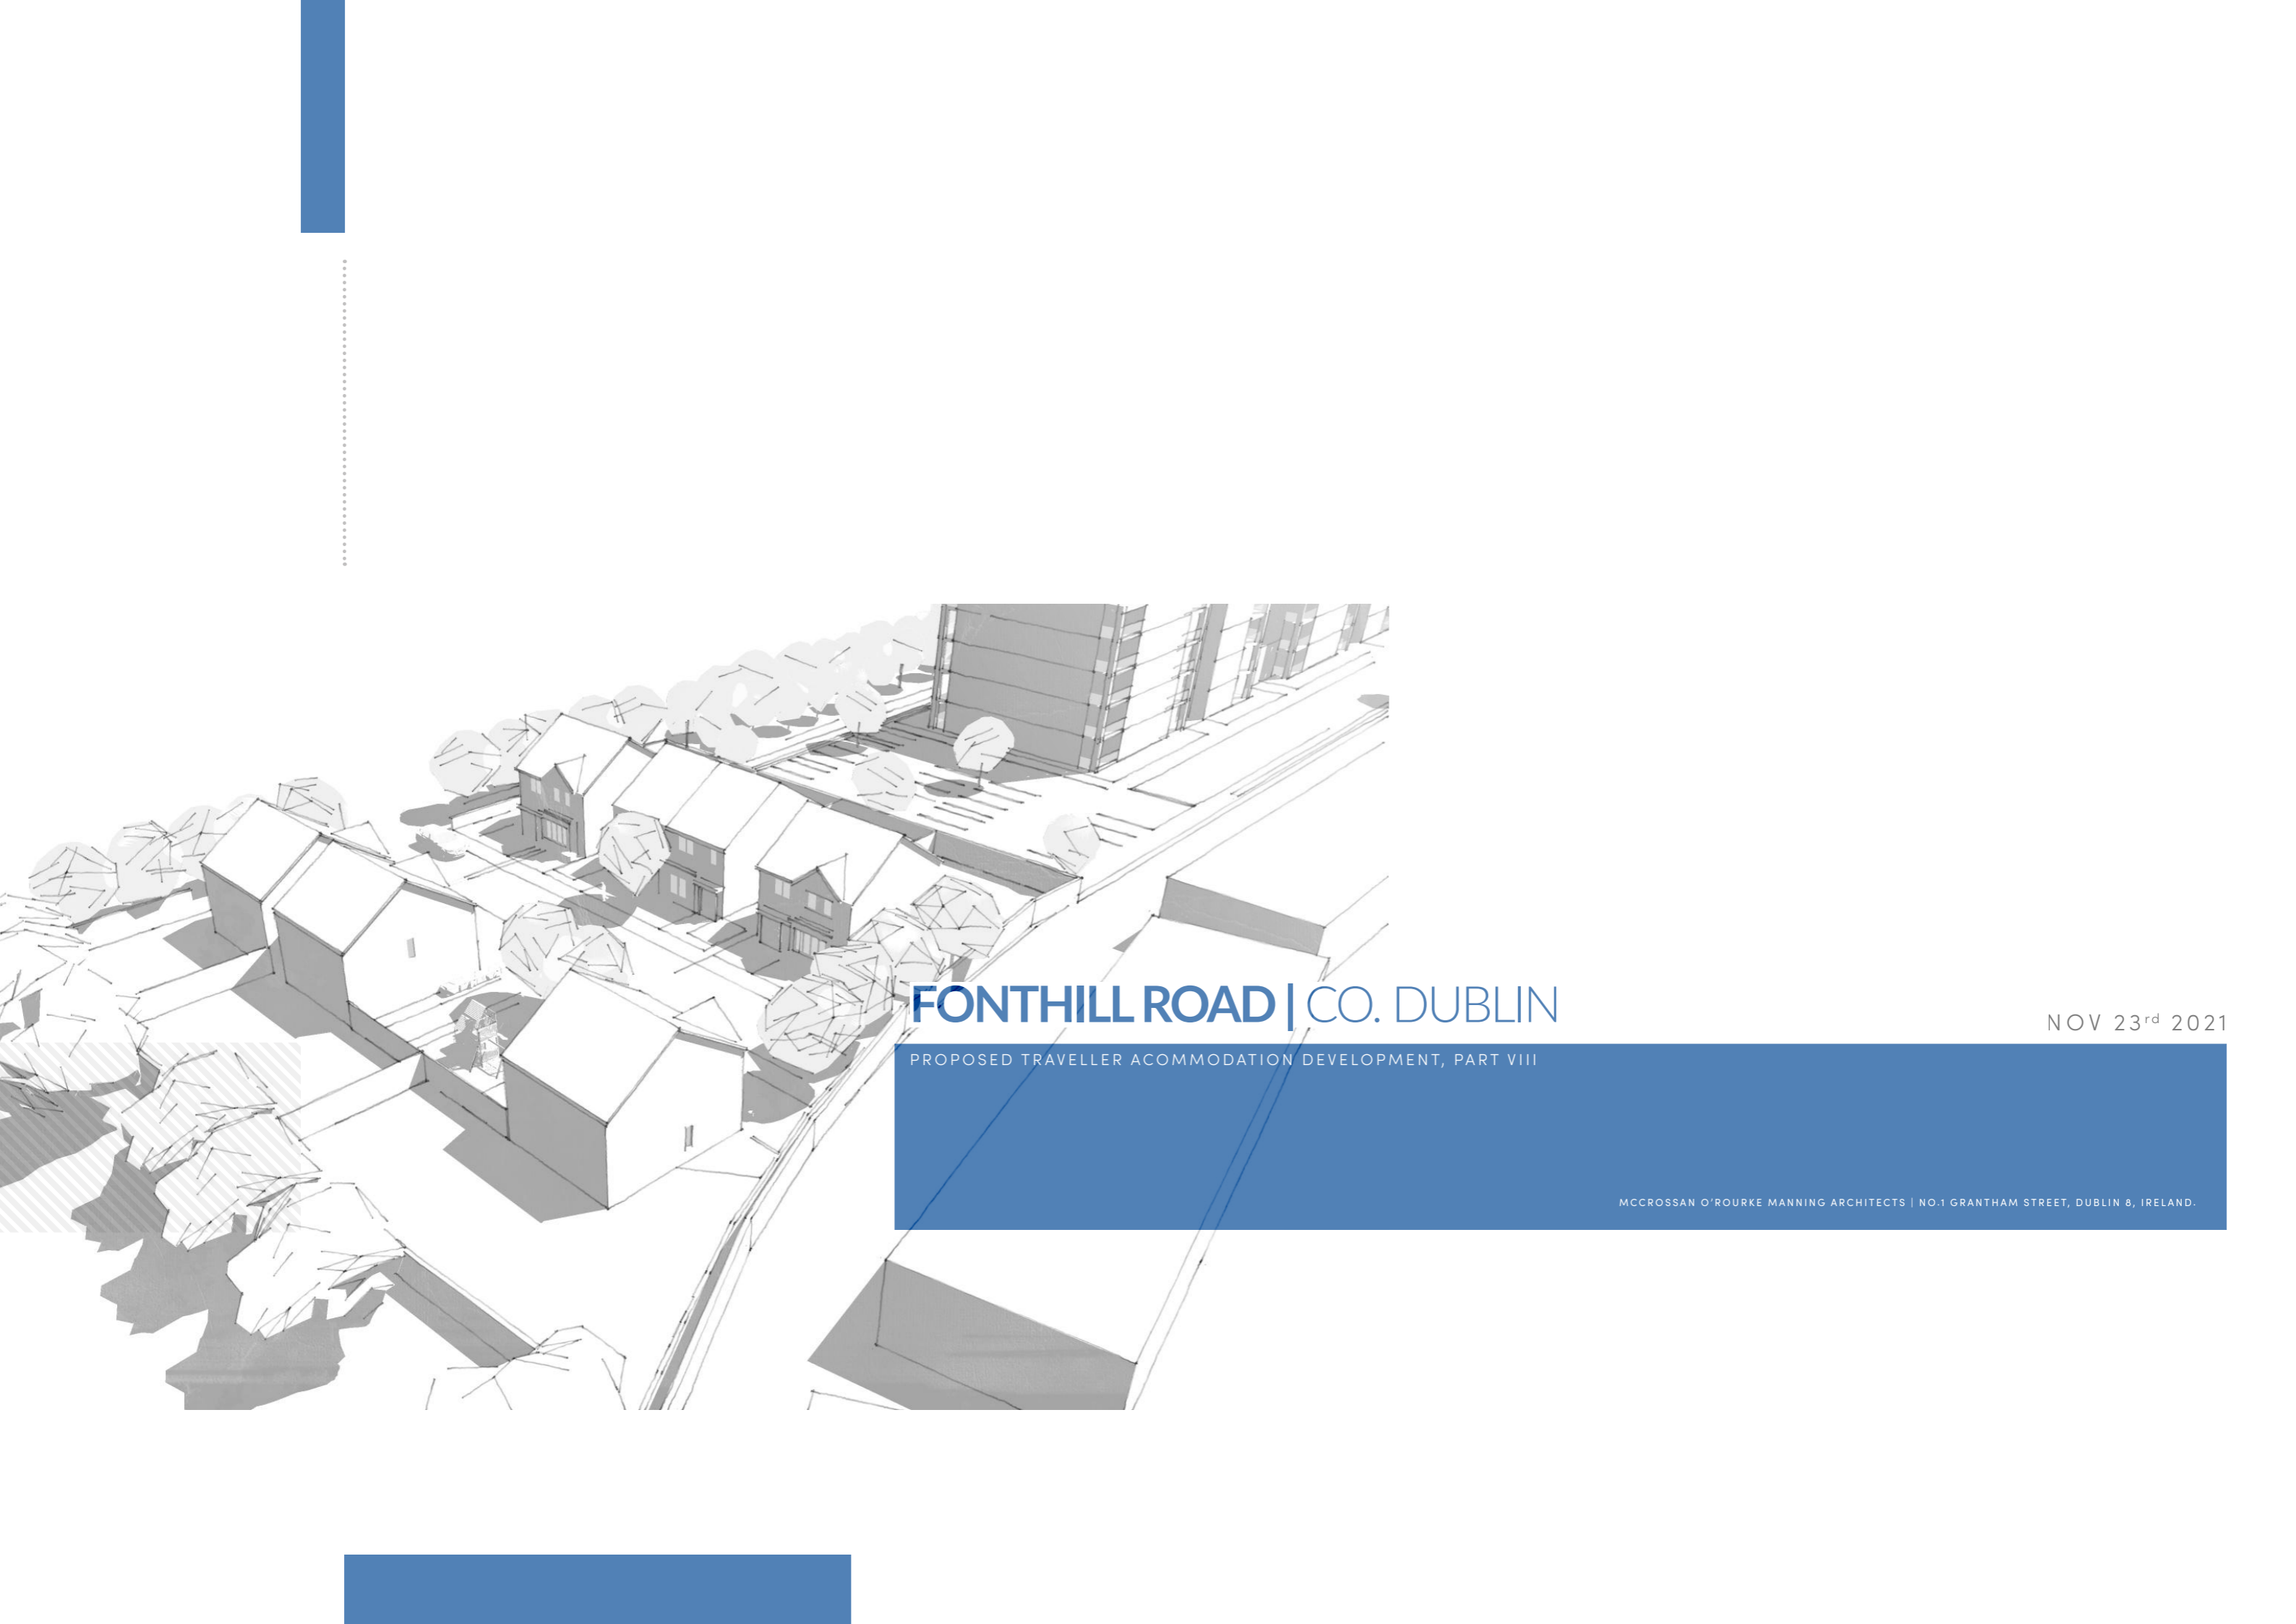 FONTHILL ROAD | CO. DUBLIN
NOV 23rd 2021
PROPOSED TRAVELLER ACOMMODATION DEVELOPMENT, PART VIII
MCCROSSAN O'ROURKE MANNING ARCHITECTS | NO.1 GRANTHAM STREET, DUBLIN 8, IRELAND.